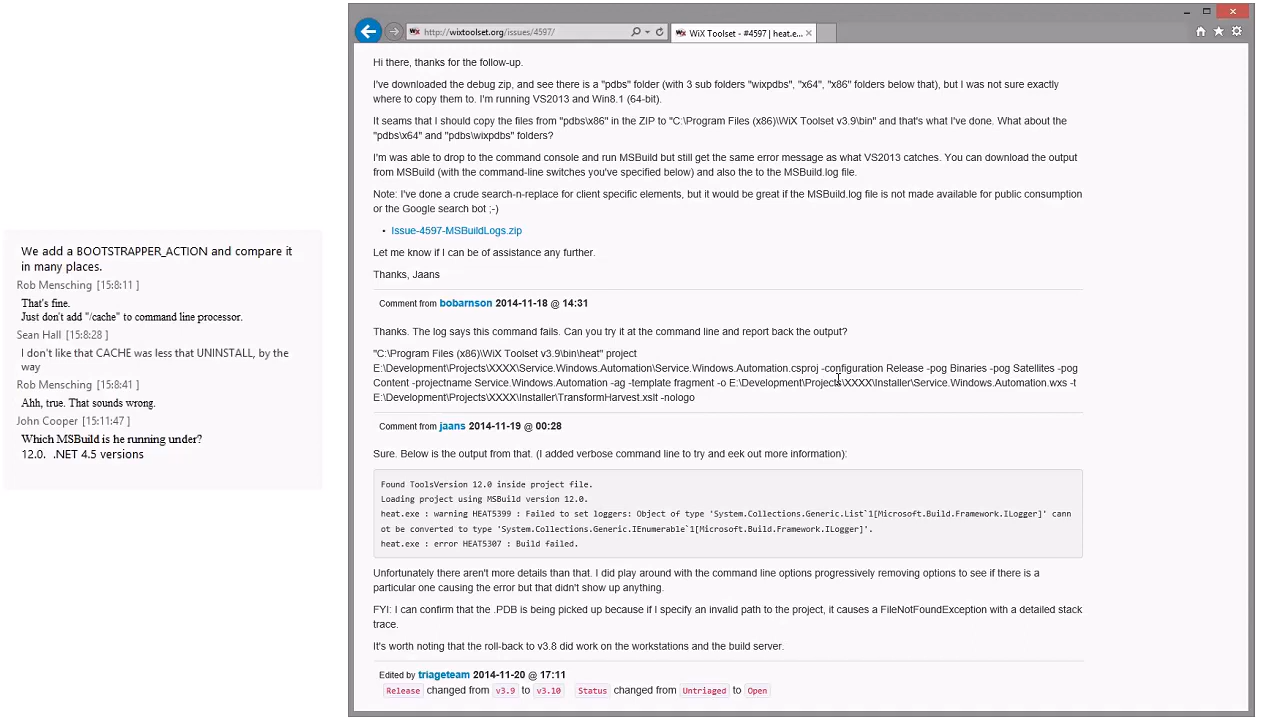 We add a BOOTSTRAPPER_ACTION and compare it
in many places.
Rob Mensching [15:8:11 ]
That's fine.
Just don't add "/cache" to command line processor.
Sean Hall [15:8:28 ]
I don't like that CACHE was less that UNINSTALL, by the
way
Rob Mensching [15:8:41 ]
Ahh, true. That sounds wrong.
John Cooper [15:11:47 ]
Which MSBuild is he running under?
12.0.  .NET 4.5 versions
http://wixtoolset.org/issues/4597/
WiX Toolset - #4597 | heat.e...
Hi there, thanks for the follow-up.
I've downloaded the debug zip, and see there is a "pdbs" folder (with 3 sub folders "wixpdbs", "x64", "x86" folders below that), but I was not sure exactly
where to copy them to. I'm running VS2013 and Win8.1 (64-bit).
It seams that I should copy the files from "pdbs\x86" in the ZIP to "C:\Program Files (x86)\WiX Toolset v3.9\bin" and that's what I've done. What about the
"pdbs\x64" and "pdbs\wixpdbs" folders?
I'm was able to drop to the command console and run MSBuild but still get the same error message as what VS2013 catches. You can download the output
from MSBuild (with the command-line switches you've specified below) and also the to the MSBuild.log file.
Note: I've done a crude search-n-replace for client specific elements, but it would be great if the MSBuild.log file is not made available for public consumption
or the Google search bot ;-)
• Issue-4597-MSBuildLogs.zip
Let me know if I can be of assistance any further.
Thanks, Jaans
Comment from bobarnson 2014-11-18 @ 14:31
Thanks. The log says this command fails. Can you try it at the command line and report back the output?
"C:\Program Files (x86)\WiX Toolset v3.9\bin\heat" project
E:\Development\Projects\XXXX\Service.Windows.Automation\Service.Windows.Automation.csproj -configuration Release -pog Binaries -pog Satellites -pog
Content -projectname Service.Windows.Automation -ag -template fragment -o E:\Development\Projects\XXXX\Installer\Service.Windows.Automation.wxs -t
E:\Development\Projects\XXXX\Installer\TransformHarvest.xslt -nologo
Comment from jaans 2014-11-19 @ 00:28
Sure. Below is the output from that. (I added verbose command line to try and eek out more information):
Found ToolsVersion 12.0 inside project file.
Loading project using MSBuild version 12.0.
heat.exe : warning HEAT5399 : Failed to set loggers: Object of type 'System.Collections.Generic.List`1[Microsoft.Build.Framework.ILogger]' cann
ot be converted to type 'System.Collections.Generic.IEnumerable`1[Microsoft.Build.Framework.ILogger]'.
heat.exe : error HEAT5307 : Build failed.
Unfortunately there aren't more details than that. I did play around with the command line options progressively removing options to see if there is a
particular one causing the error but that didn't show up anything.
FYI: I can confirm that the .PDB is being picked up because if I specify an invalid path to the project, it causes a FileNotFoundException with a detailed stack
trace.
It's worth noting that the roll-back to v3.8 did work on the workstations and the build server.
Edited by triageteam 2014-11-20 @ 17:11
Release changed from v3.9 to v3.10 Status changed from Untriaged to Open